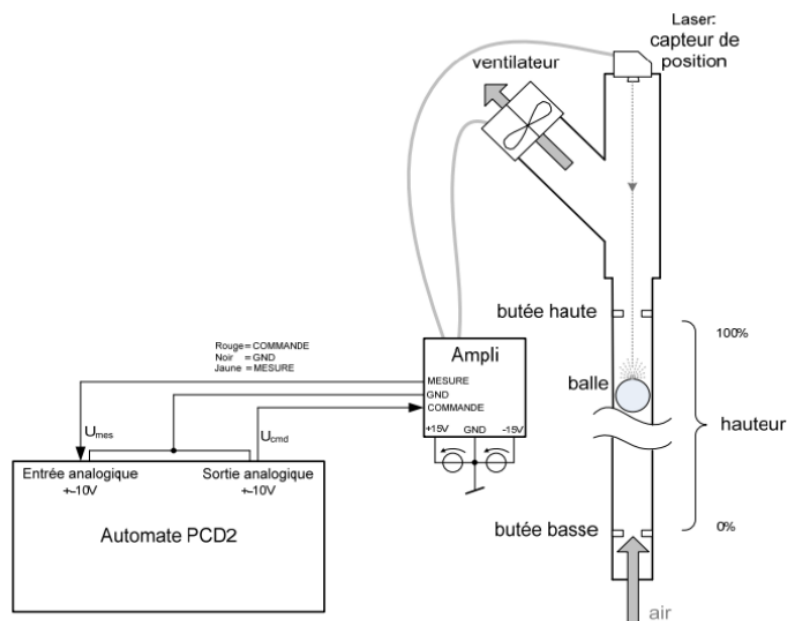 Laser:
capteur de
position
ventilateur
butée haute
100%
Rouge=COMMANDE
Noir =GND
Jaune=MESURE
Ampli
MESURE
GND
COMMANDE
+15V GND -15V
balle
hauteur
Umes
Ucmd
Entrée analogique
+-10V
Sortie analogique
+-10V
Automate PCD2
butée basse
0%
air